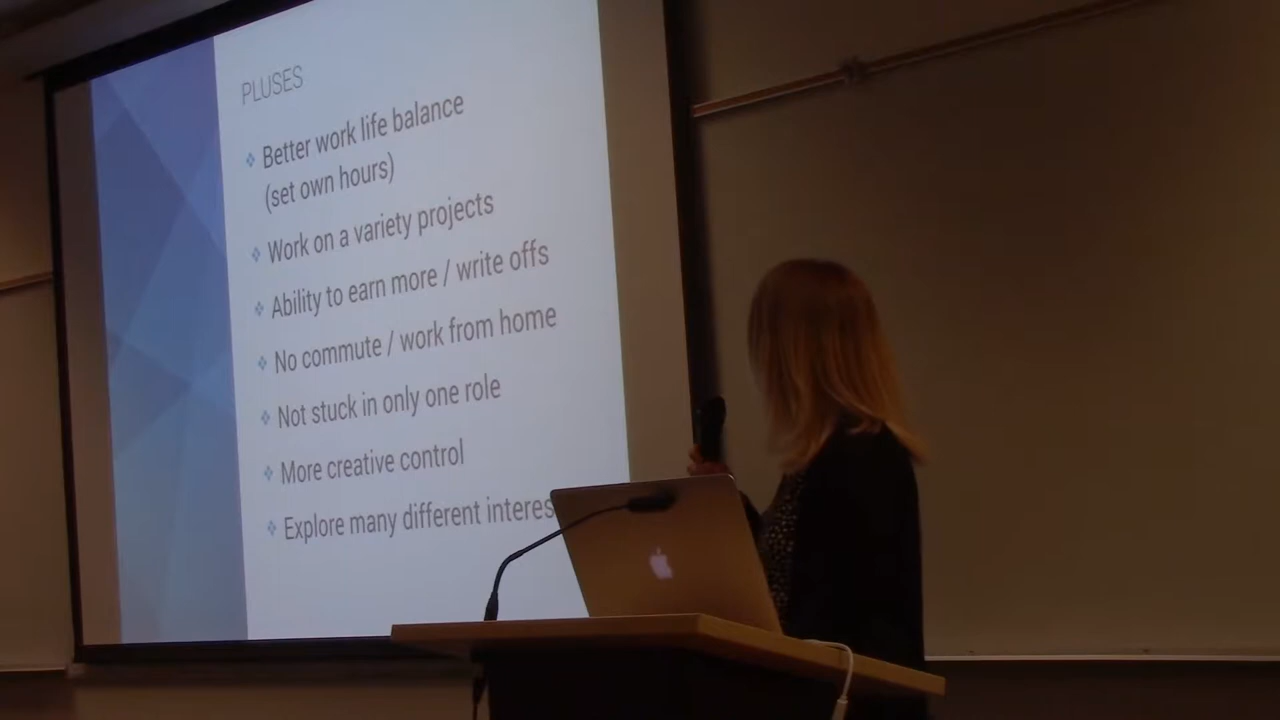 PLUSES
Better work life balance
(set own hours)
Work on a variety projects
Ability to earn more / write offs
No commute / work from home
Not stuck in only one role
More creative control
Explore many different interes